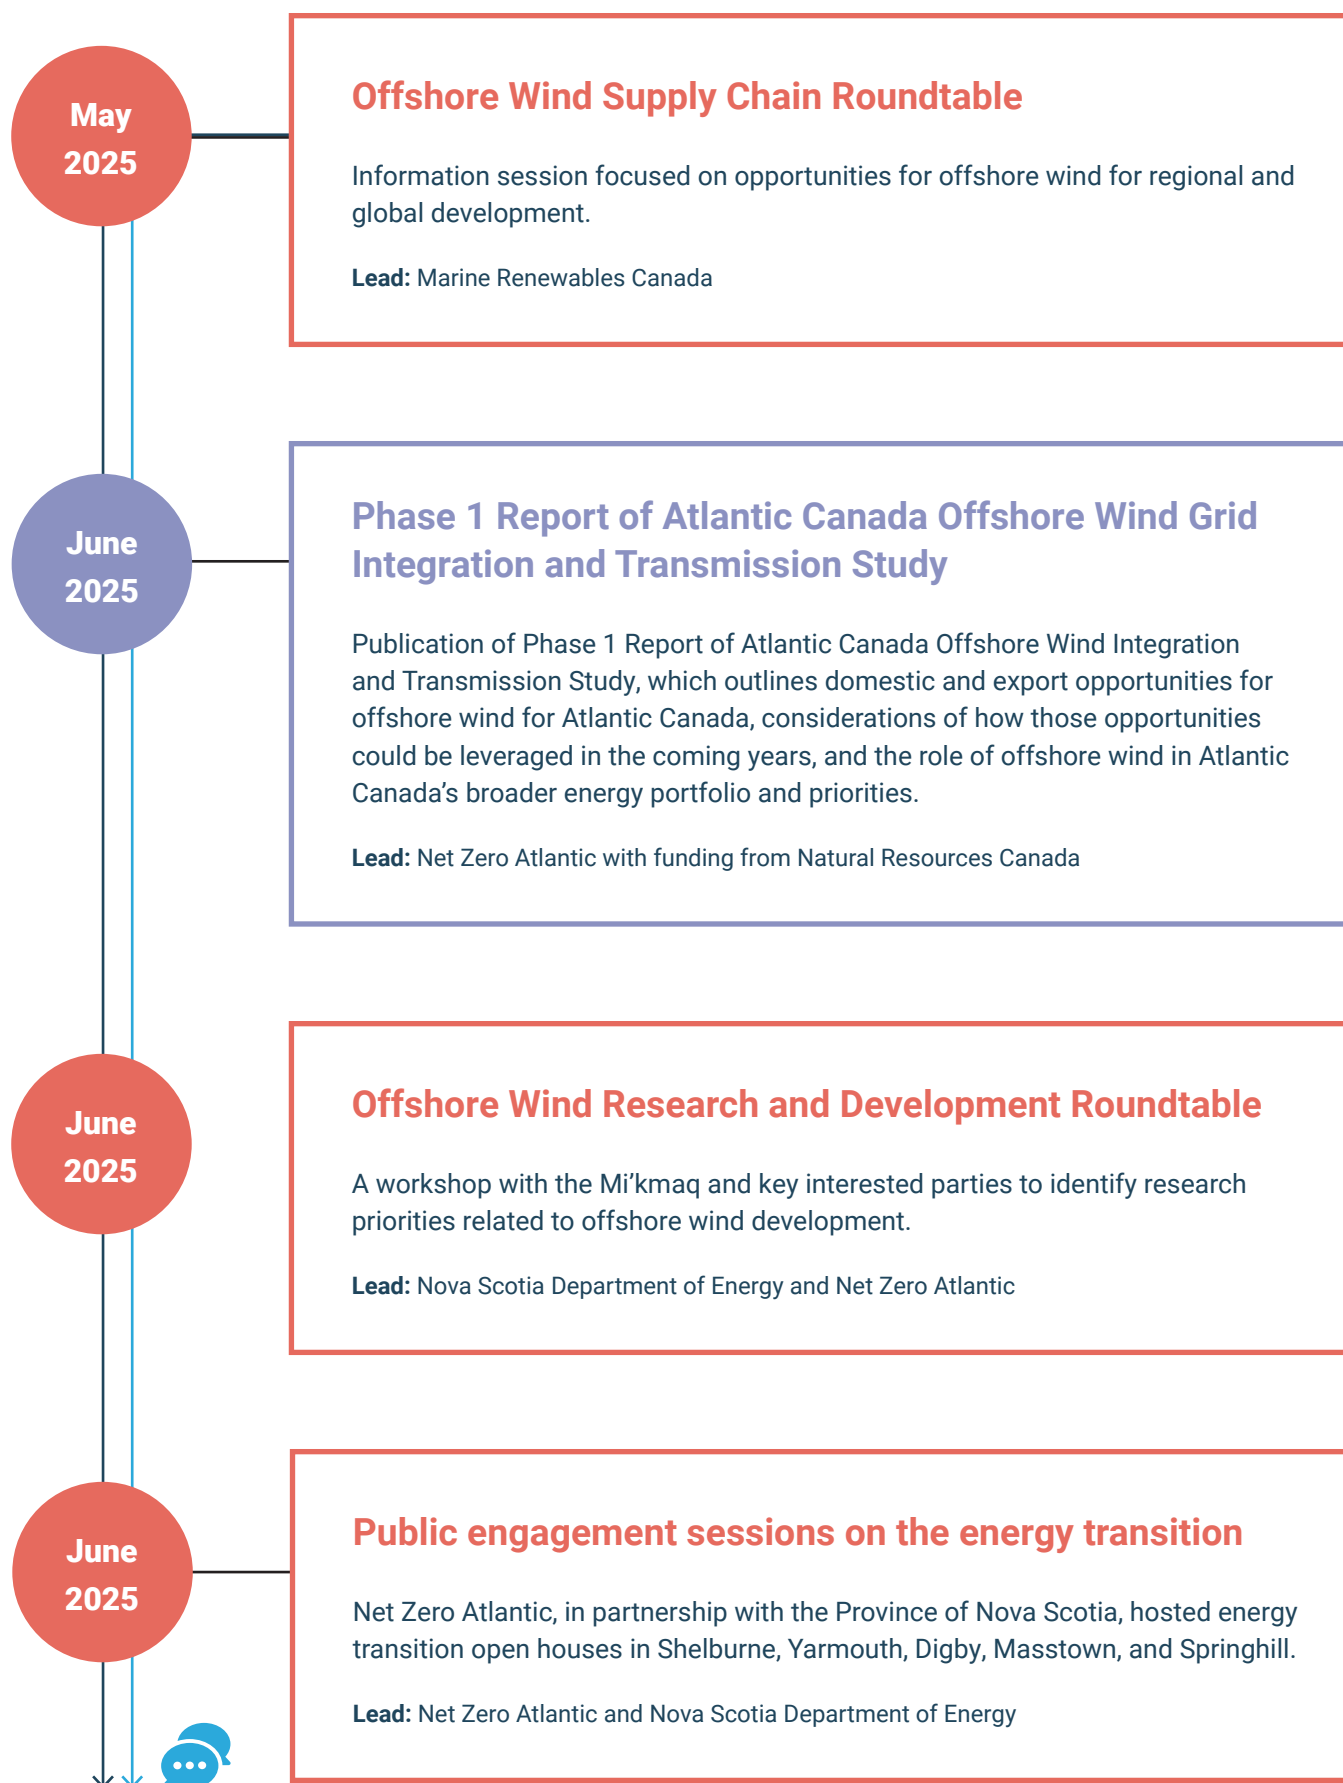 May
2025
Offshore Wind Supply Chain Roundtable
Information session focused on opportunities for offshore wind for regional and
global development.
Lead: Marine Renewables Canada
June
2025
Phase 1 Report of Atlantic Canada Offshore Wind Grid
Integration and Transmission Study
Publication of Phase 1 Report of Atlantic Canada Offshore Wind Integration
and Transmission Study, which outlines domestic and export opportunities for
offshore wind for Atlantic Canada, considerations of how those opportunities
could be leveraged in the coming years, and the role of offshore wind in Atlantic
Canada’s broader energy portfolio and priorities.
Lead: Net Zero Atlantic with funding from Natural Resources Canada
June
2025
Offshore Wind Research and Development Roundtable
A workshop with the Mi’kmaq and key interested parties to identify research
priorities related to offshore wind development.
Lead: Nova Scotia Department of Energy and Net Zero Atlantic
June
2025
Public engagement sessions on the energy transition
Net Zero Atlantic, in partnership with the Province of Nova Scotia, hosted energy
transition open houses in Shelburne, Yarmouth, Digby, Masstown, and Springhill.
Lead: Net Zero Atlantic and Nova Scotia Department of Energy